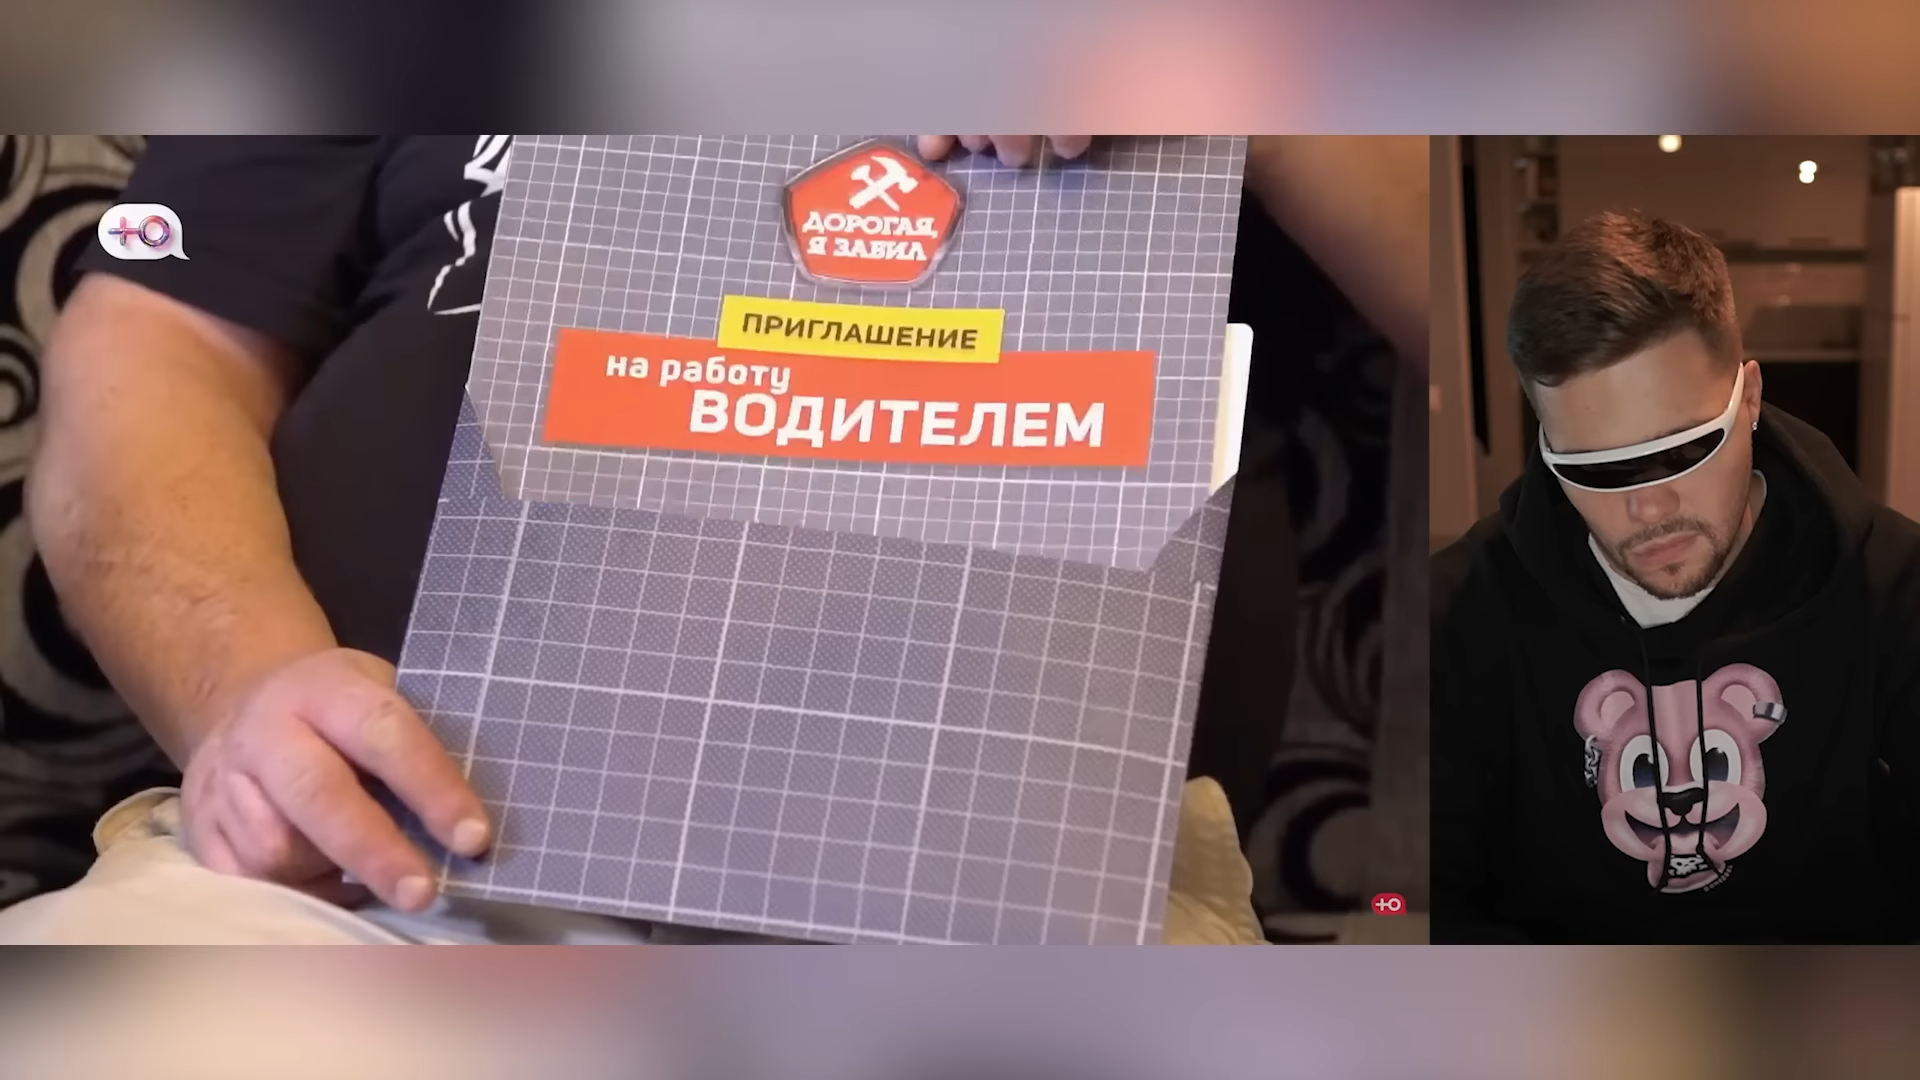 Ю
ДОРОГАЯ,
Я ЗАБИЛ
ПРИГЛАШЕНИЕ
на работу
ВОДИТЕЛЕМ
Ю